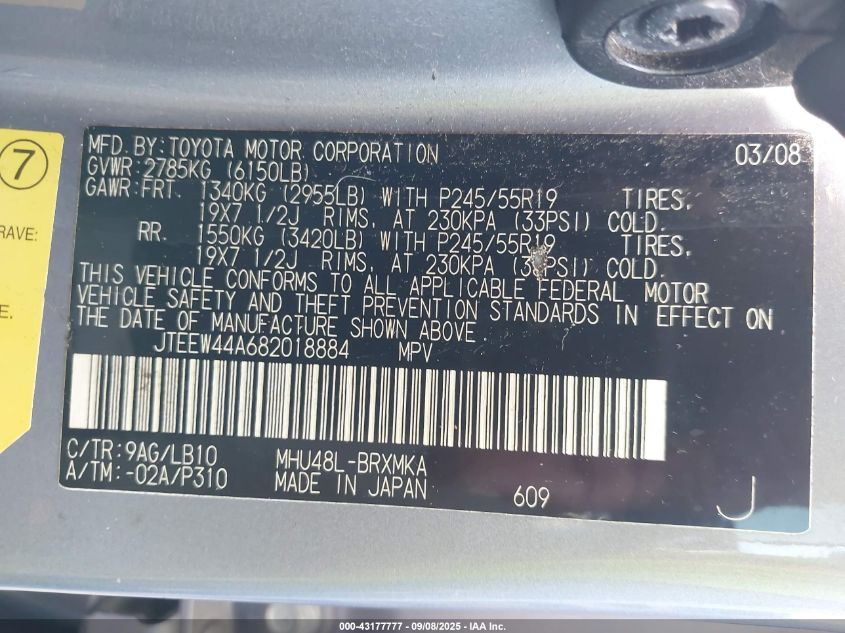 7
RAVE:
E.
MFD. BY: TOYOTA MOTOR CORPORATION 03/08
GVWR: 2785KG (6150LB)
GAWR: FRT. 1340KG (2955LB) WITH P245/55R19 TIRES,
19X7 1/2J RIMS, AT 230KPA (33PSI) COLD.
RR. 1550KG (3420LB) WITH P245/55R19 TIRES,
19X7 1/2J RIMS, AT 230KPA (33PSI) COLD.
THIS VEHICLE CONFORMS TO ALL APPLICABLE FEDERAL MOTOR
VEHICLE SAFETY AND THEFT PREVENTION STANDARDS IN EFFECT ON
THE DATE OF MANUFACTURE SHOWN ABOVE.
JTEEW44A682018884 MPV
C/TR: 9AG/LB10 MHU48L-BRXMKA
A/TM: -02A/P310 MADE IN JAPAN 609 J
000-43177777 - 09/08/2025 - IAA Inc.